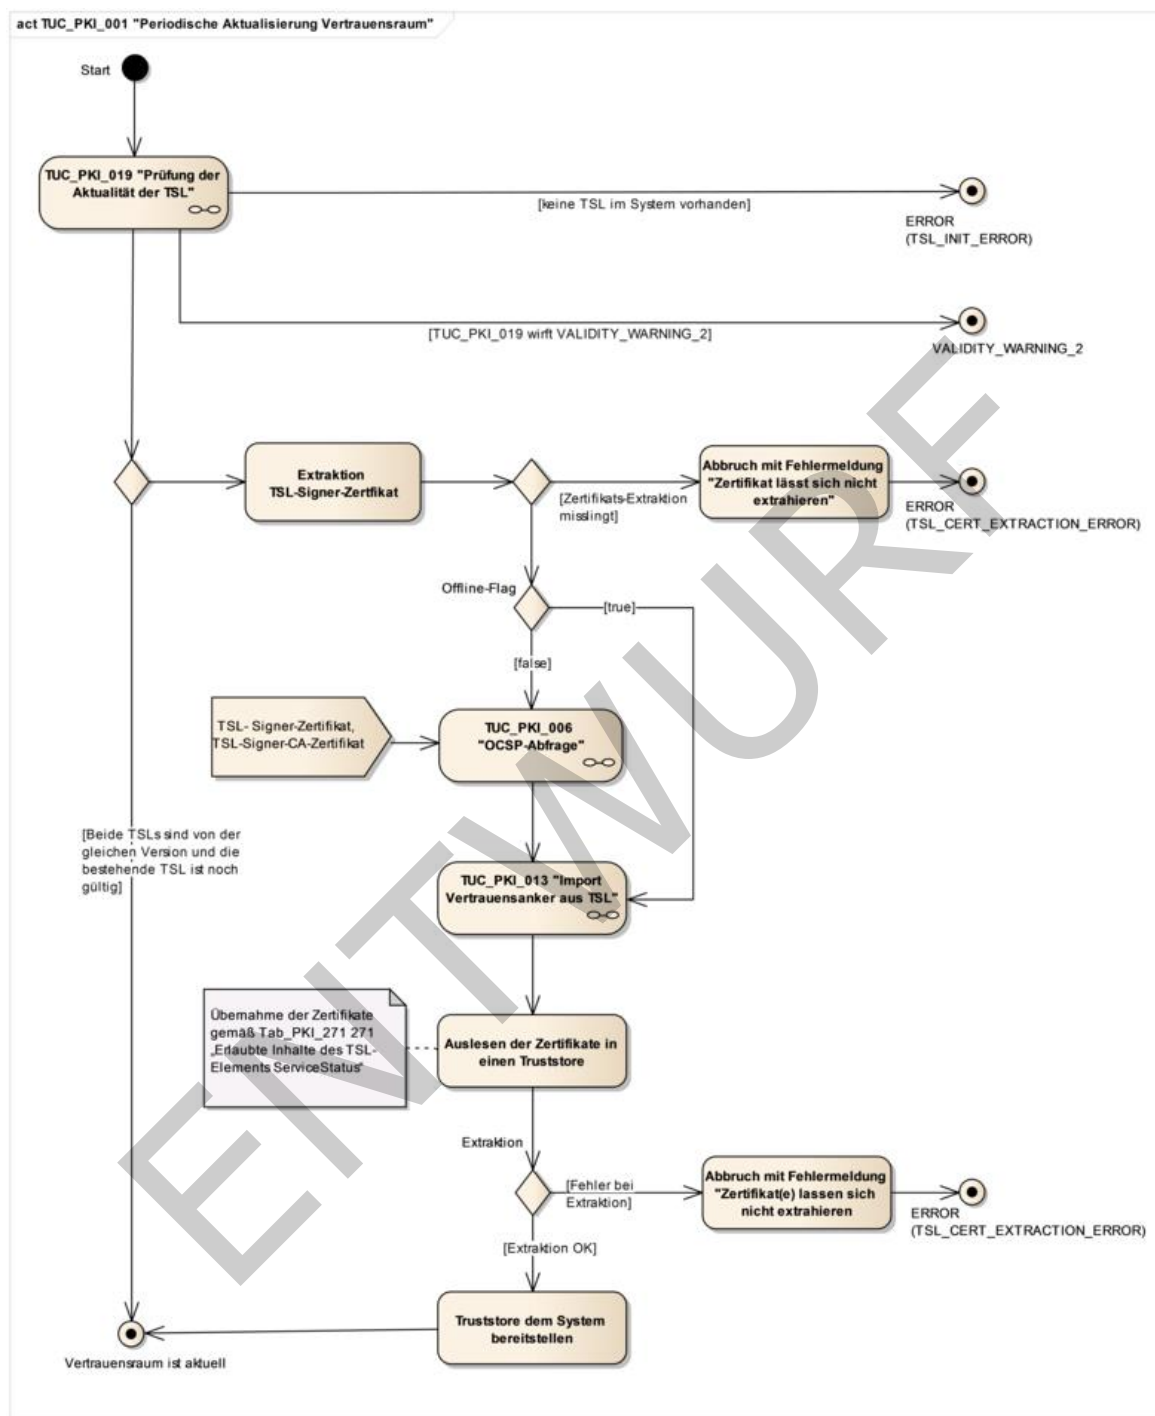 act TUC_PKI_001 "Periodische Aktualisierung Vertrauensraum"
Start
TUC_PKI_019 "Prüfung der
Aktualität der TSL"
[keine TSL im System vorhanden]
ERROR
(TSL_INIT_ERROR)
[TUC_PKI_019 wirft VALIDITY_WARNING_2]
VALIDITY_WARNING_2
Extraktion
TSL-Signer-Zertfikat
[Zertifikats-Extraktion
misslingt]
Abbruch mit Fehlermeldung
"Zertifikat lässt sich nicht
extrahieren"
ERROR
(TSL_CERT_EXTRACTION_ERROR)
Offline-Flag
[true]
[false]
TSL- Signer-Zertifikat,
TSL-Signer-CA-Zertifikat
TUC_PKI_006
"OCSP-Abfrage"
[Beide TSLs sind von der
gleichen Version und die
bestehende TSL ist noch
gültig]
TUC_PKI_013 "Import
Vertrauensanker aus TSL"
Übernahme der Zertifikate
gemäß Tab_PKI_271 271
„Erlaubte Inhalte des TSL-
Elements ServiceStatus“
Auslesen der Zertifikate in
einen Truststore
Extraktion
[Fehler bei
Extraktion]
Abbruch mit Fehlermeldung
"Zertifikat(e) lassen sich
nicht extrahieren
ERROR
(TSL_CERT_EXTRACTION_ERROR)
[Extraktion OK]
Truststore dem System
bereitstellen
Vertrauensraum ist aktuell
ENTWURF